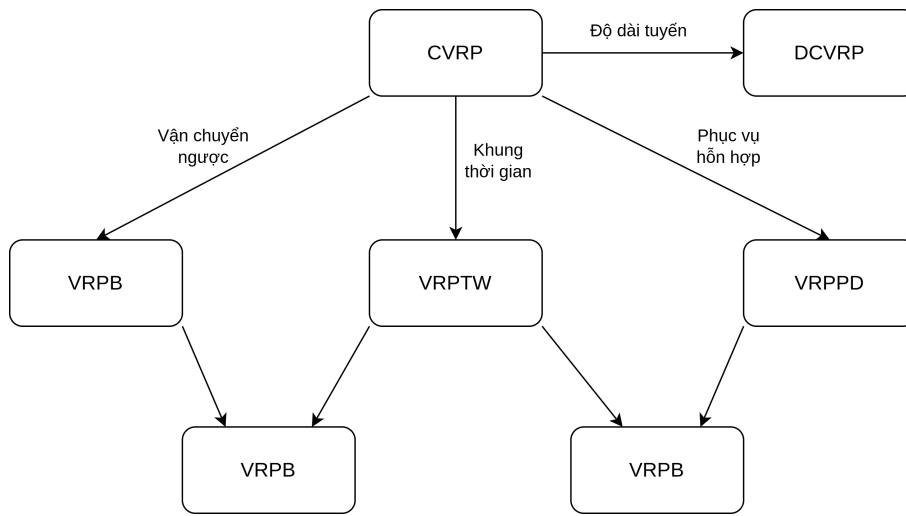 Độ dài tuyến
CVRP
DCVRP
Vận chuyển
ngược
Khung
thời gian
Phục vụ
hỗn hợp
VRPB
VRPTW
VRPPD
VRPB
VRPB